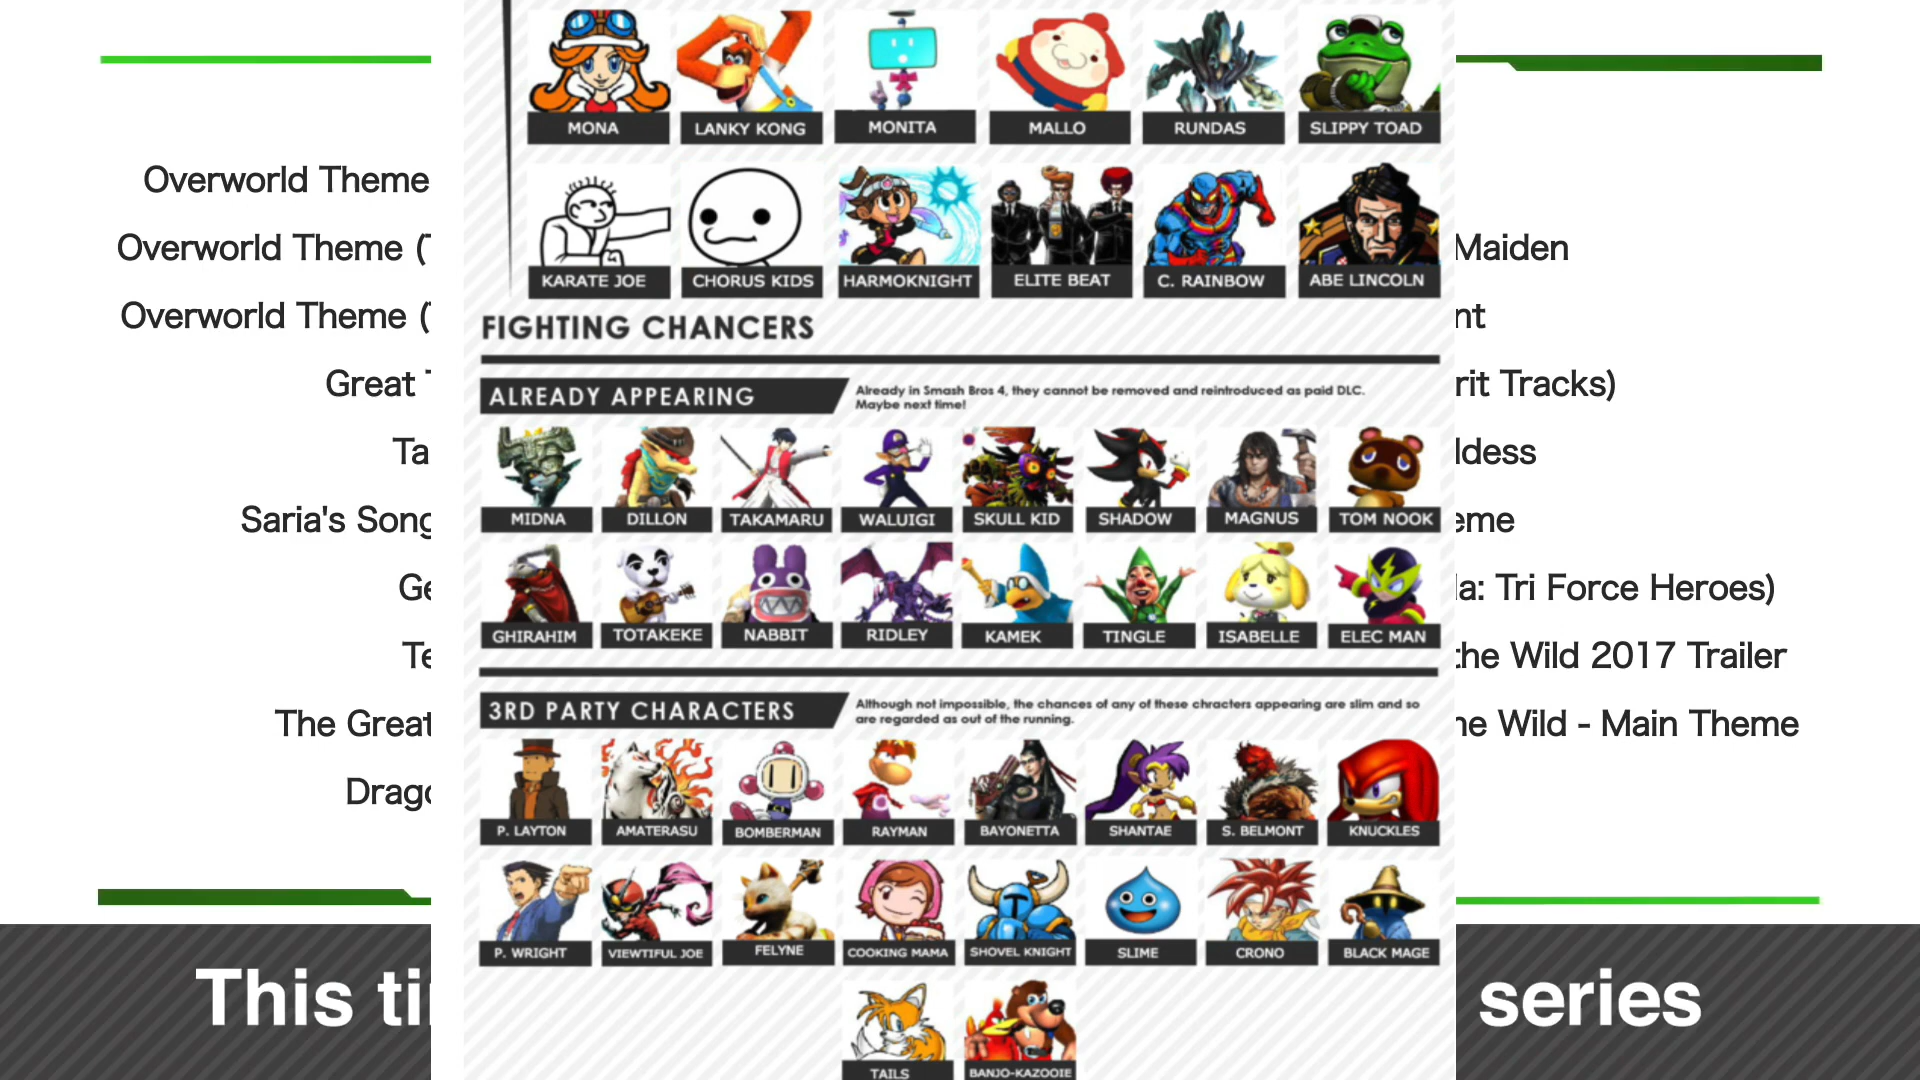 Overworld Theme
Overworld Theme (
Overworld Theme (
Great
Ta
Saria's Song
Ge
Te
The Great
Drago
This ti
MONA
LANKY KONG
MONITA
MALLO
RUNDAS
SLIPPY TOAD
KARATE JOE
CHORUS KIDS
HARMOKNIGHT
ELITE BEAT
C. RAINBOW
ABE LINCOLN
FIGHTING CHANCERS
ALREADY APPEARING
Already in Smash Bros 4, they cannot be removed and reintroduced as paid DLC.
Maybe next time!
MIDNA
DILLON
TAKAMARU
WALUIGI
SKULL KID
SHADOW
MAGNUS
TOM NOOK
GHIRAHIM
TOTAKEKE
NABBIT
RIDLEY
KAMEK
TINGLE
ISABELLE
ELEC MAN
3RD PARTY CHARACTERS
Although not impossible, the chances of any of these chracters appearing are slim and so
are regarded as out of the running.
P. LAYTON
AMATERASU
BOMBERMAN
RAYMAN
BAYONETTA
SHANTAE
S. BELMONT
KNUCKLES
P. WRIGHT
VIEWTIFUL JOE
FELYNE
COOKING MAMA
SHOVEL KNIGHT
SLIME
CRONO
BLACK MAGE
TAILS
BANJO-KAZOOIE
Maiden
nt
rit Tracks)
ldess
eme
la: Tri Force Heroes)
the Wild 2017 Trailer
he Wild - Main Theme
series